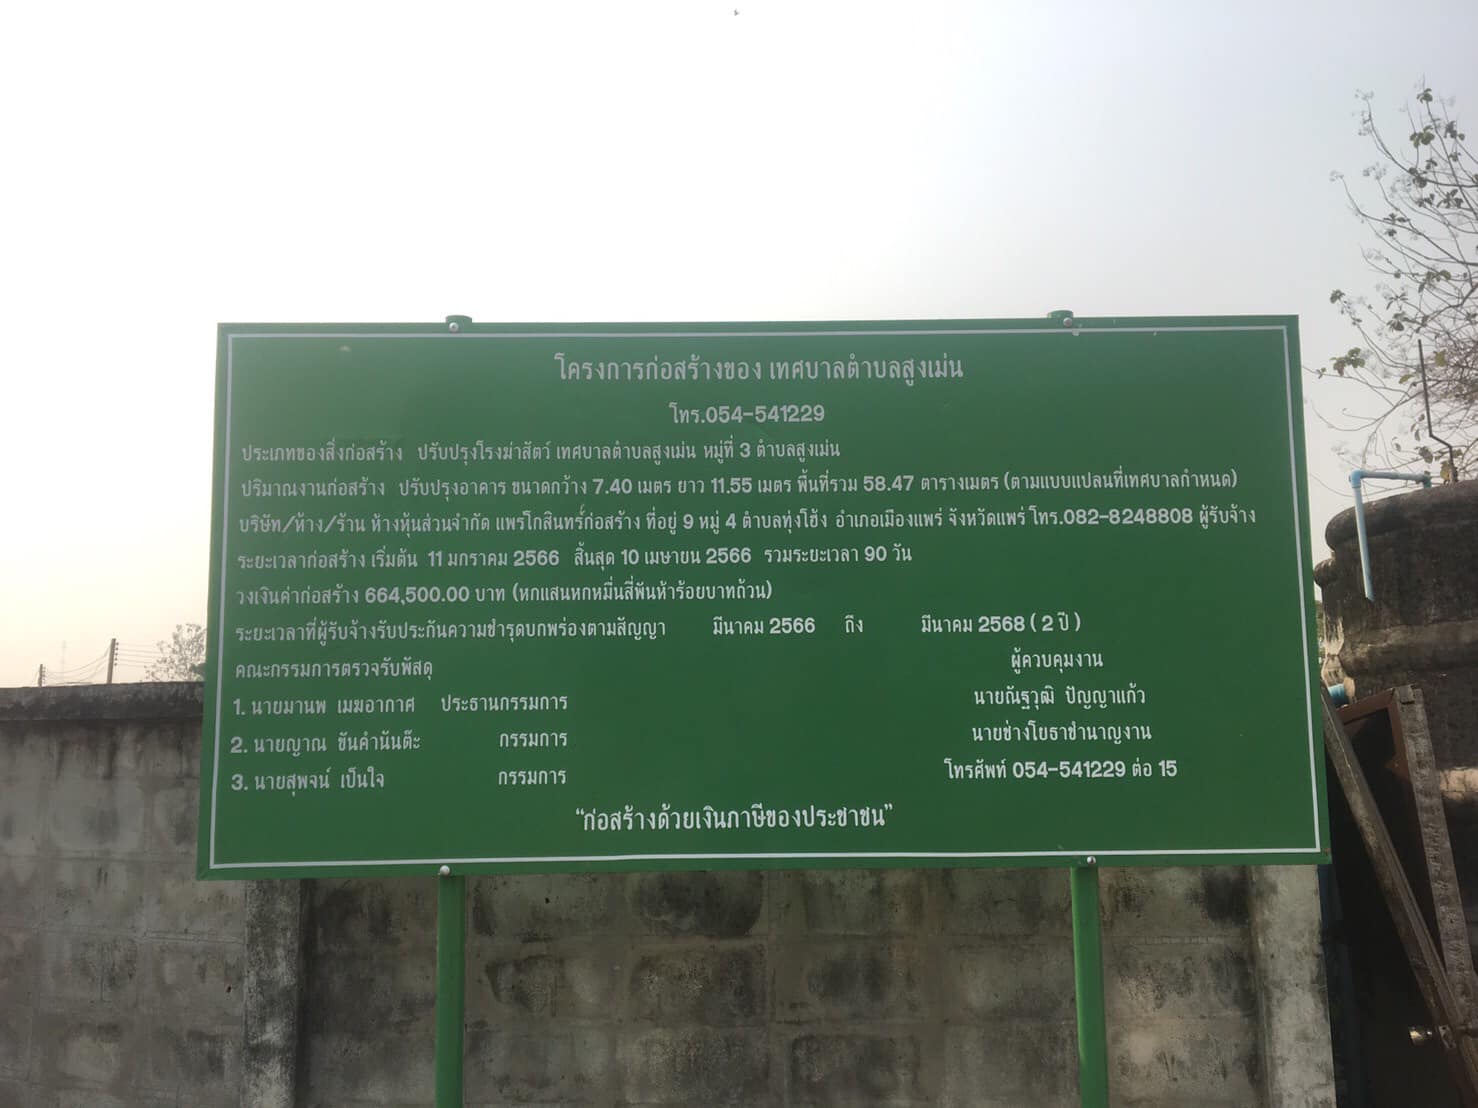 โครงการก่อสร้างของ เทศบาลตำบลสูงเม่น
โทร.054-541229
ประเภทของสิ่งก่อสร้าง ปรับปรุงโรงฆ่าสัตว์ เทศบาลตำบลสูงเม่น หมู่ที่ 3 ตำบลสูงเม่น
ปริมาณงานก่อสร้าง ปรับปรุงอาคาร ขนาดกว้าง 7.40 เมตร ยาว 11.55 เมตร พื้นที่รวม 58.47 ตารางเมตร (ตามแบบแปลนที่เทศบาลกำหนด)
บริษัท/ห้าง/ร้าน ห้างหุ้นส่วนจำกัด แพรโกสินทร์ก่อสร้าง ที่อยู่ 9 หมู่ 4 ตำบลทุ่งโฮ้ง อำเภอเมืองแพร่ จังหวัดแพร่ โทร.082-8248808 ผู้รับจ้าง
ระยะเวลาก่อสร้าง เริ่มต้น 11 มกราคม 2566 สิ้นสุด 10 เมษายน 2566 รวมระยะเวลา 90 วัน
วงเงินค่าก่อสร้าง 664,500.00 บาท (หกแสนหกหมื่นสี่พันห้าร้อยบาทถ้วน)
ระยะเวลาที่ผู้รับจ้างรับประกันความชำรุดบกพร่องตามสัญญา มีนาคม 2566 ถึง มีนาคม 2568 ( 2 ปี )
คณะกรรมการตรวจรับพัสดุ ผู้ควบคุมงาน
1. นายมานพ เมฆอากาศ ประธานกรรมการ นายณัฐวุฒิ ปัญญาแก้ว
2. นายญาณ ขันคำนันต๊ะ กรรมการ นายช่างโยธาชำนาญงาน
3. นายสุพจน์ เป็นใจ กรรมการ โทรศัพท์ 054-541229 ต่อ 15
“ก่อสร้างด้วยเงินภาษีของประชาชน”